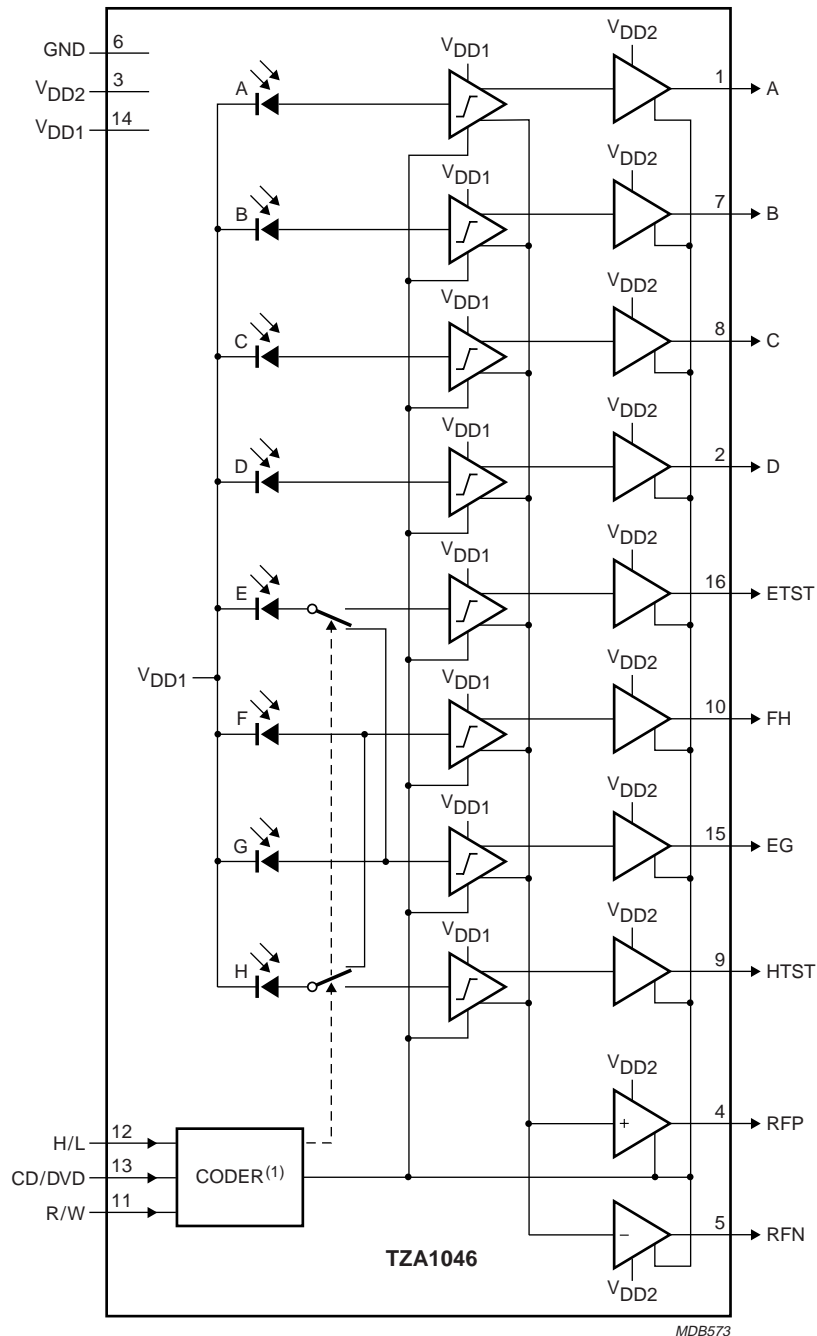 GND 6
VDD2 3
VDD1 14
A VDD1 VDD2 1 A
B VDD1 VDD2 7 B
C VDD1 VDD2 8 C
D VDD1 VDD2 2 D
E VDD1 VDD2 16 ETST
VDD1
F VDD1 VDD2 10 FH
G VDD1 VDD2 15 EG
H VDD1 VDD2 9 HTST
VDD2
+ 4 RFP
H/L 12
CD/DVD 13
R/W 11
CODER(1)
− 5 RFN
VDD2
TZA1046
MDB573